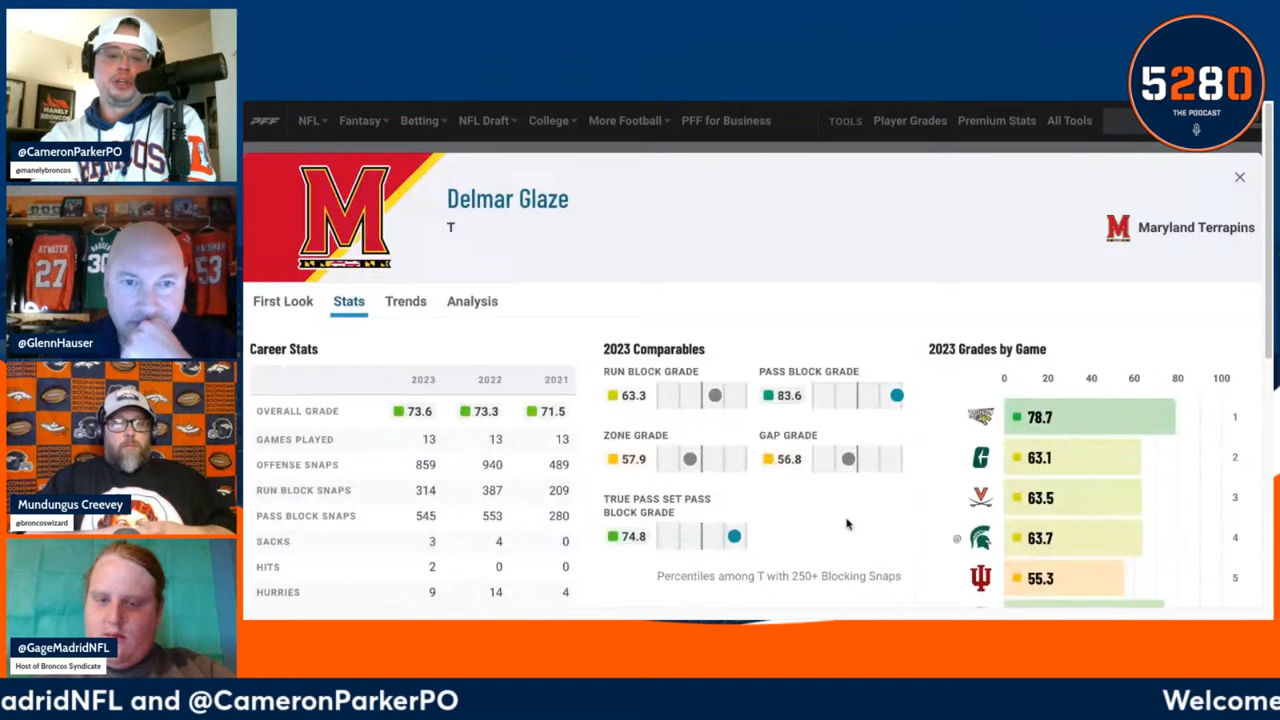 5280
THE PODCAST
MANELY
BRONCOS
@CameronParkerPO
@manelybroncos
ATWATER
27
53
@GlennHauser
Mundungus Creevey
@broncoswizard
@GageMadridNFL
Host of Broncos Syndicate
PFF NFL Fantasy Betting NFL Draft College More Football PFF for Business TOOLS Player Grades Premium Stats All Tools
M
Delmar Glaze
T
M Maryland Terrapins
First Look Stats Trends Analysis
Career Stats
2023 2022 2021
OVERALL GRADE 73.6 73.3 71.5
GAMES PLAYED 13 13 13
OFFENSE SNAPS 859 940 489
RUN BLOCK SNAPS 314 387 209
PASS BLOCK SNAPS 545 553 280
SACKS 3 4 0
HITS 2 0 0
HURRIES 9 14 4
2023 Comparables
RUN BLOCK GRADE PASS BLOCK GRADE
63.3 83.6
ZONE GRADE GAP GRADE
57.9 56.8
TRUE PASS SET PASS
BLOCK GRADE
74.8
Percentiles among T with 250+ Blocking Snaps
2023 Grades by Game
0 20 40 60 80 100
78.7 1
63.1 2
63.5 3
@ 63.7 4
55.3 5
adridNFL and @CameronParkerPO Welcome